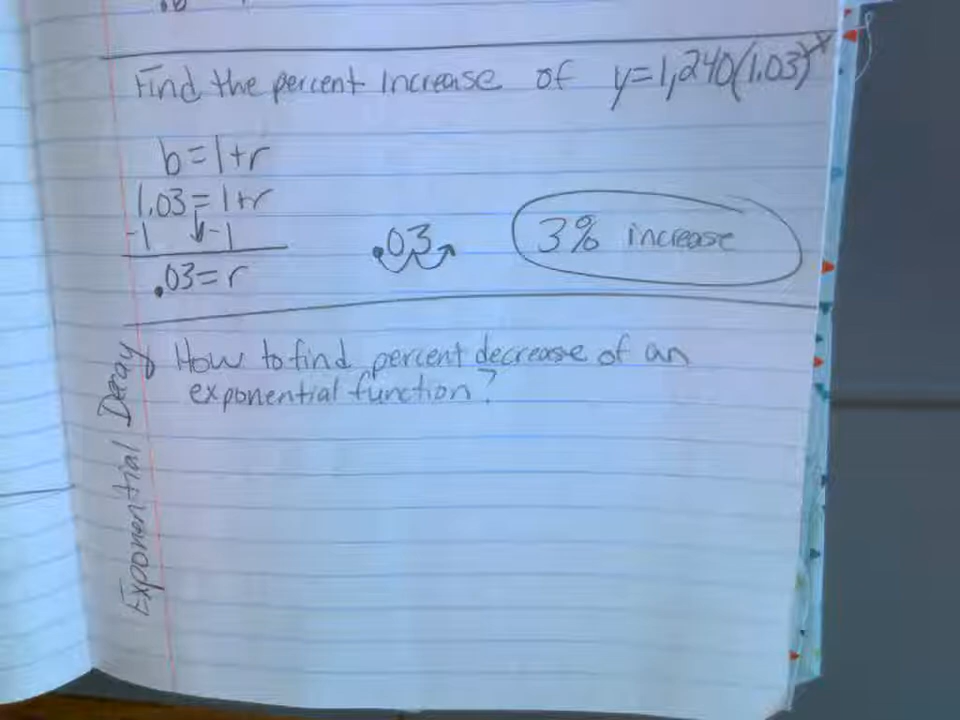 Find the percent increase of y=1,240(1.03)^x
b=1+r
1.03=1+r
-1 ↓-1
.03=r
.03
3% increase
Exponential Decay
How to find percent decrease of an
exponential function?